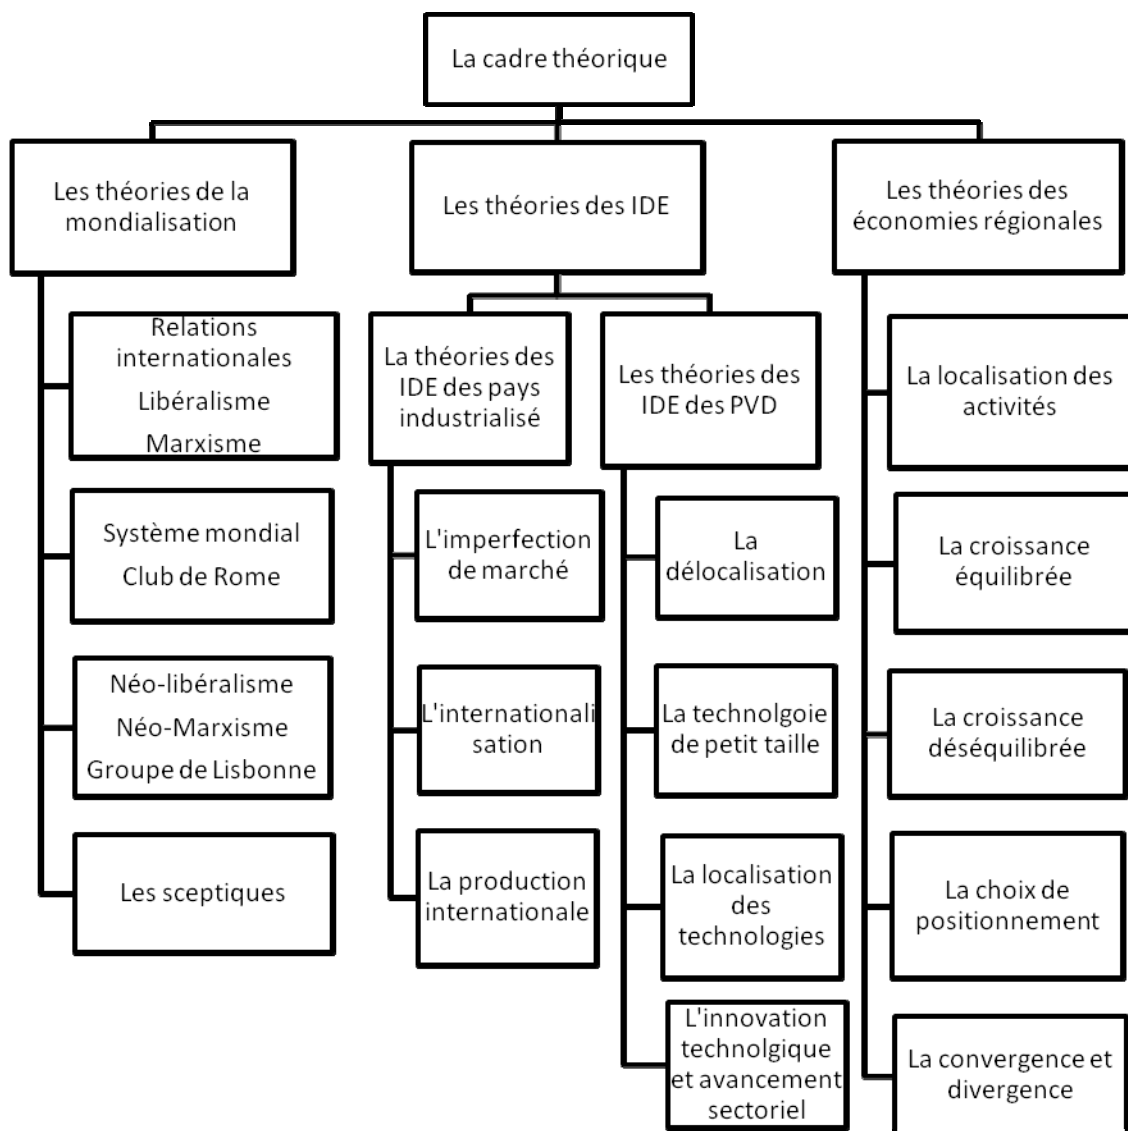 La cadre théorique
Les théories de la
mondialisation
Relations
internationales
Libéralisme
Marxisme
Système mondial
Club de Rome
Néo-libéralisme
Néo-Marxisme
Groupe de Lisbonne
Les sceptiques
Les théories des IDE
La théories des
IDE des pays
industrialisé
L'imperfection
de marché
L'internationali
sation
La production
internationale
Les théories des
IDE des PVD
La
délocalisation
La technolgoie
de petit taille
La localisation
des
technologies
L'innovation
technolgique
et avancement
sectoriel
Les théories des
économies régionales
La localisation des
activités
La croissance
équilibrée
La croissance
déséquilibrée
La choix de
positionnement
La convergence et
divergence